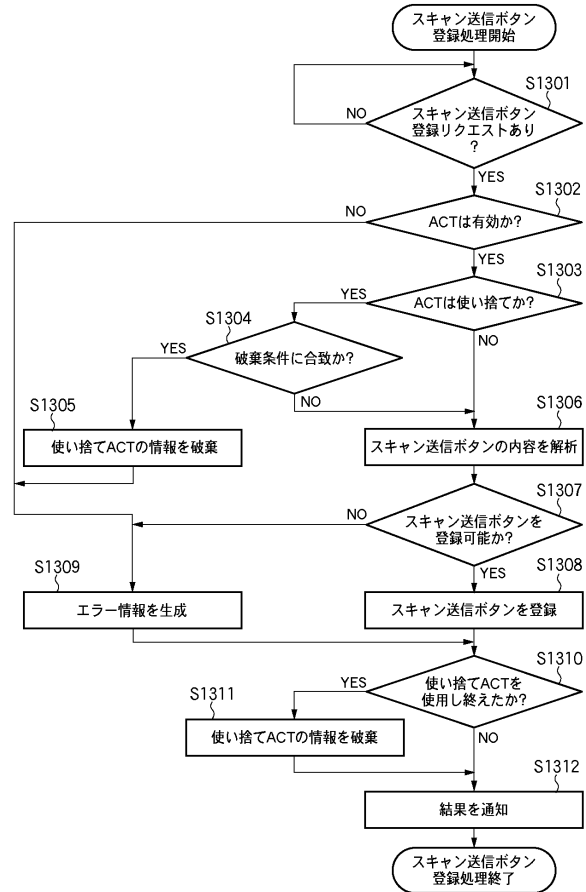 スキャン送信ボタン
登録処理開始
S1301
スキャン送信ボタン
登録リクエストあり
?
NO
YES
S1302
ACTは有効か?
NO
YES
S1303
ACTは使い捨てか?
YES
NO
S1304
破棄条件に合致か?
YES
NO
S1305
使い捨てACTの情報を破棄
S1306
スキャン送信ボタンの内容を解析
S1307
スキャン送信ボタンを
登録可能か?
NO
YES
S1308
スキャン送信ボタンを登録
S1309
エラー情報を生成
S1310
使い捨てACTを
使用し終えたか?
YES
NO
S1311
使い捨てACTの情報を破棄
S1312
結果を通知
スキャン送信ボタン
登録処理終了